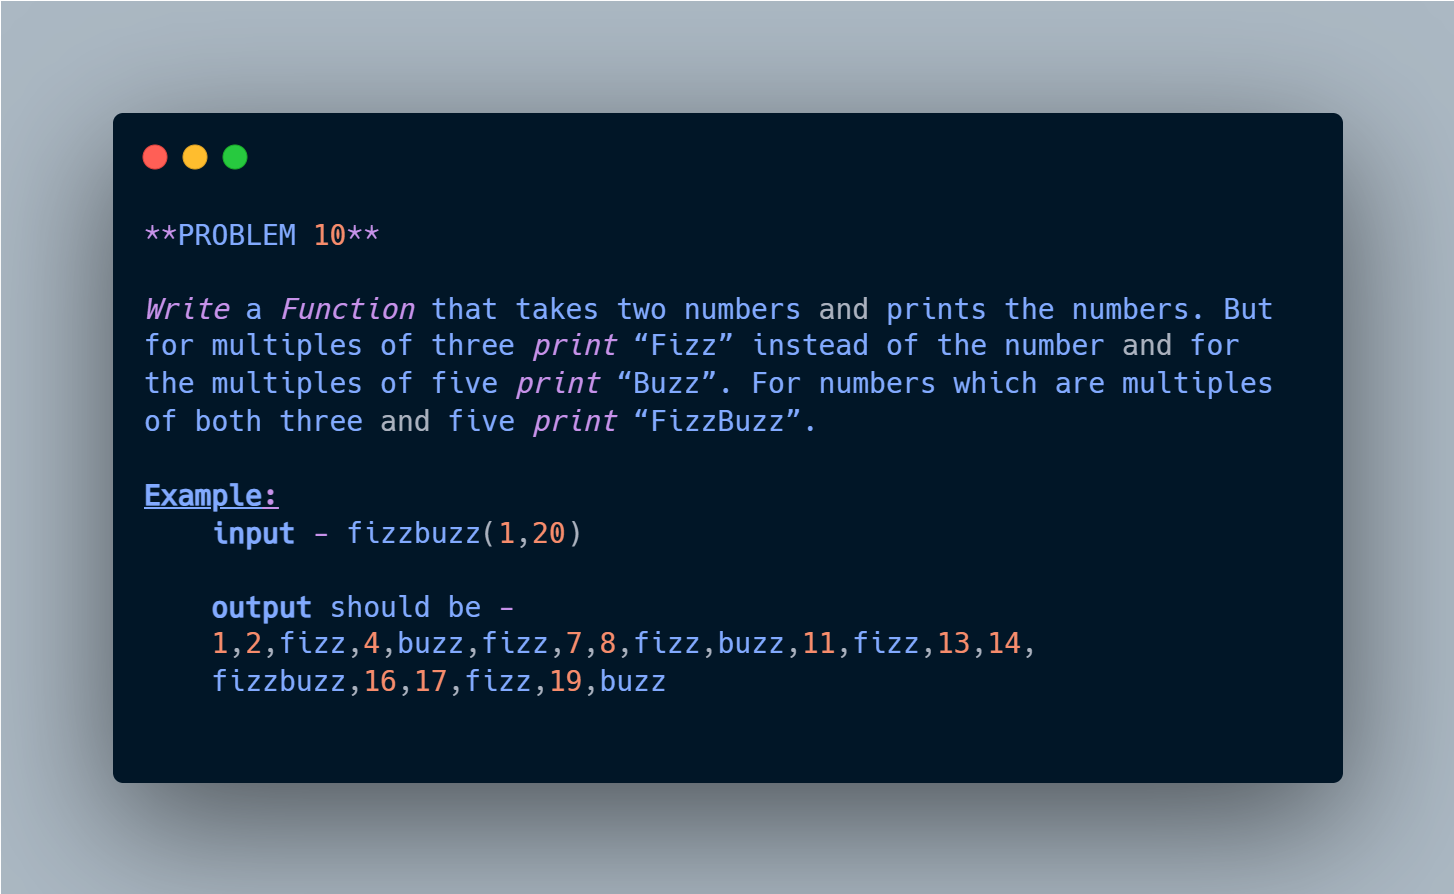 **PROBLEM 10**
Write a Function that takes two numbers and prints the numbers. But
for multiples of three print “Fizz” instead of the number and for
the multiples of five print “Buzz”. For numbers which are multiples
of both three and five print “FizzBuzz”.
Example:
input - fizzbuzz(1,20)
output should be -
1,2,fizz,4,buzz,fizz,7,8,fizz,buzz,11,fizz,13,14,
fizzbuzz,16,17,fizz,19,buzz